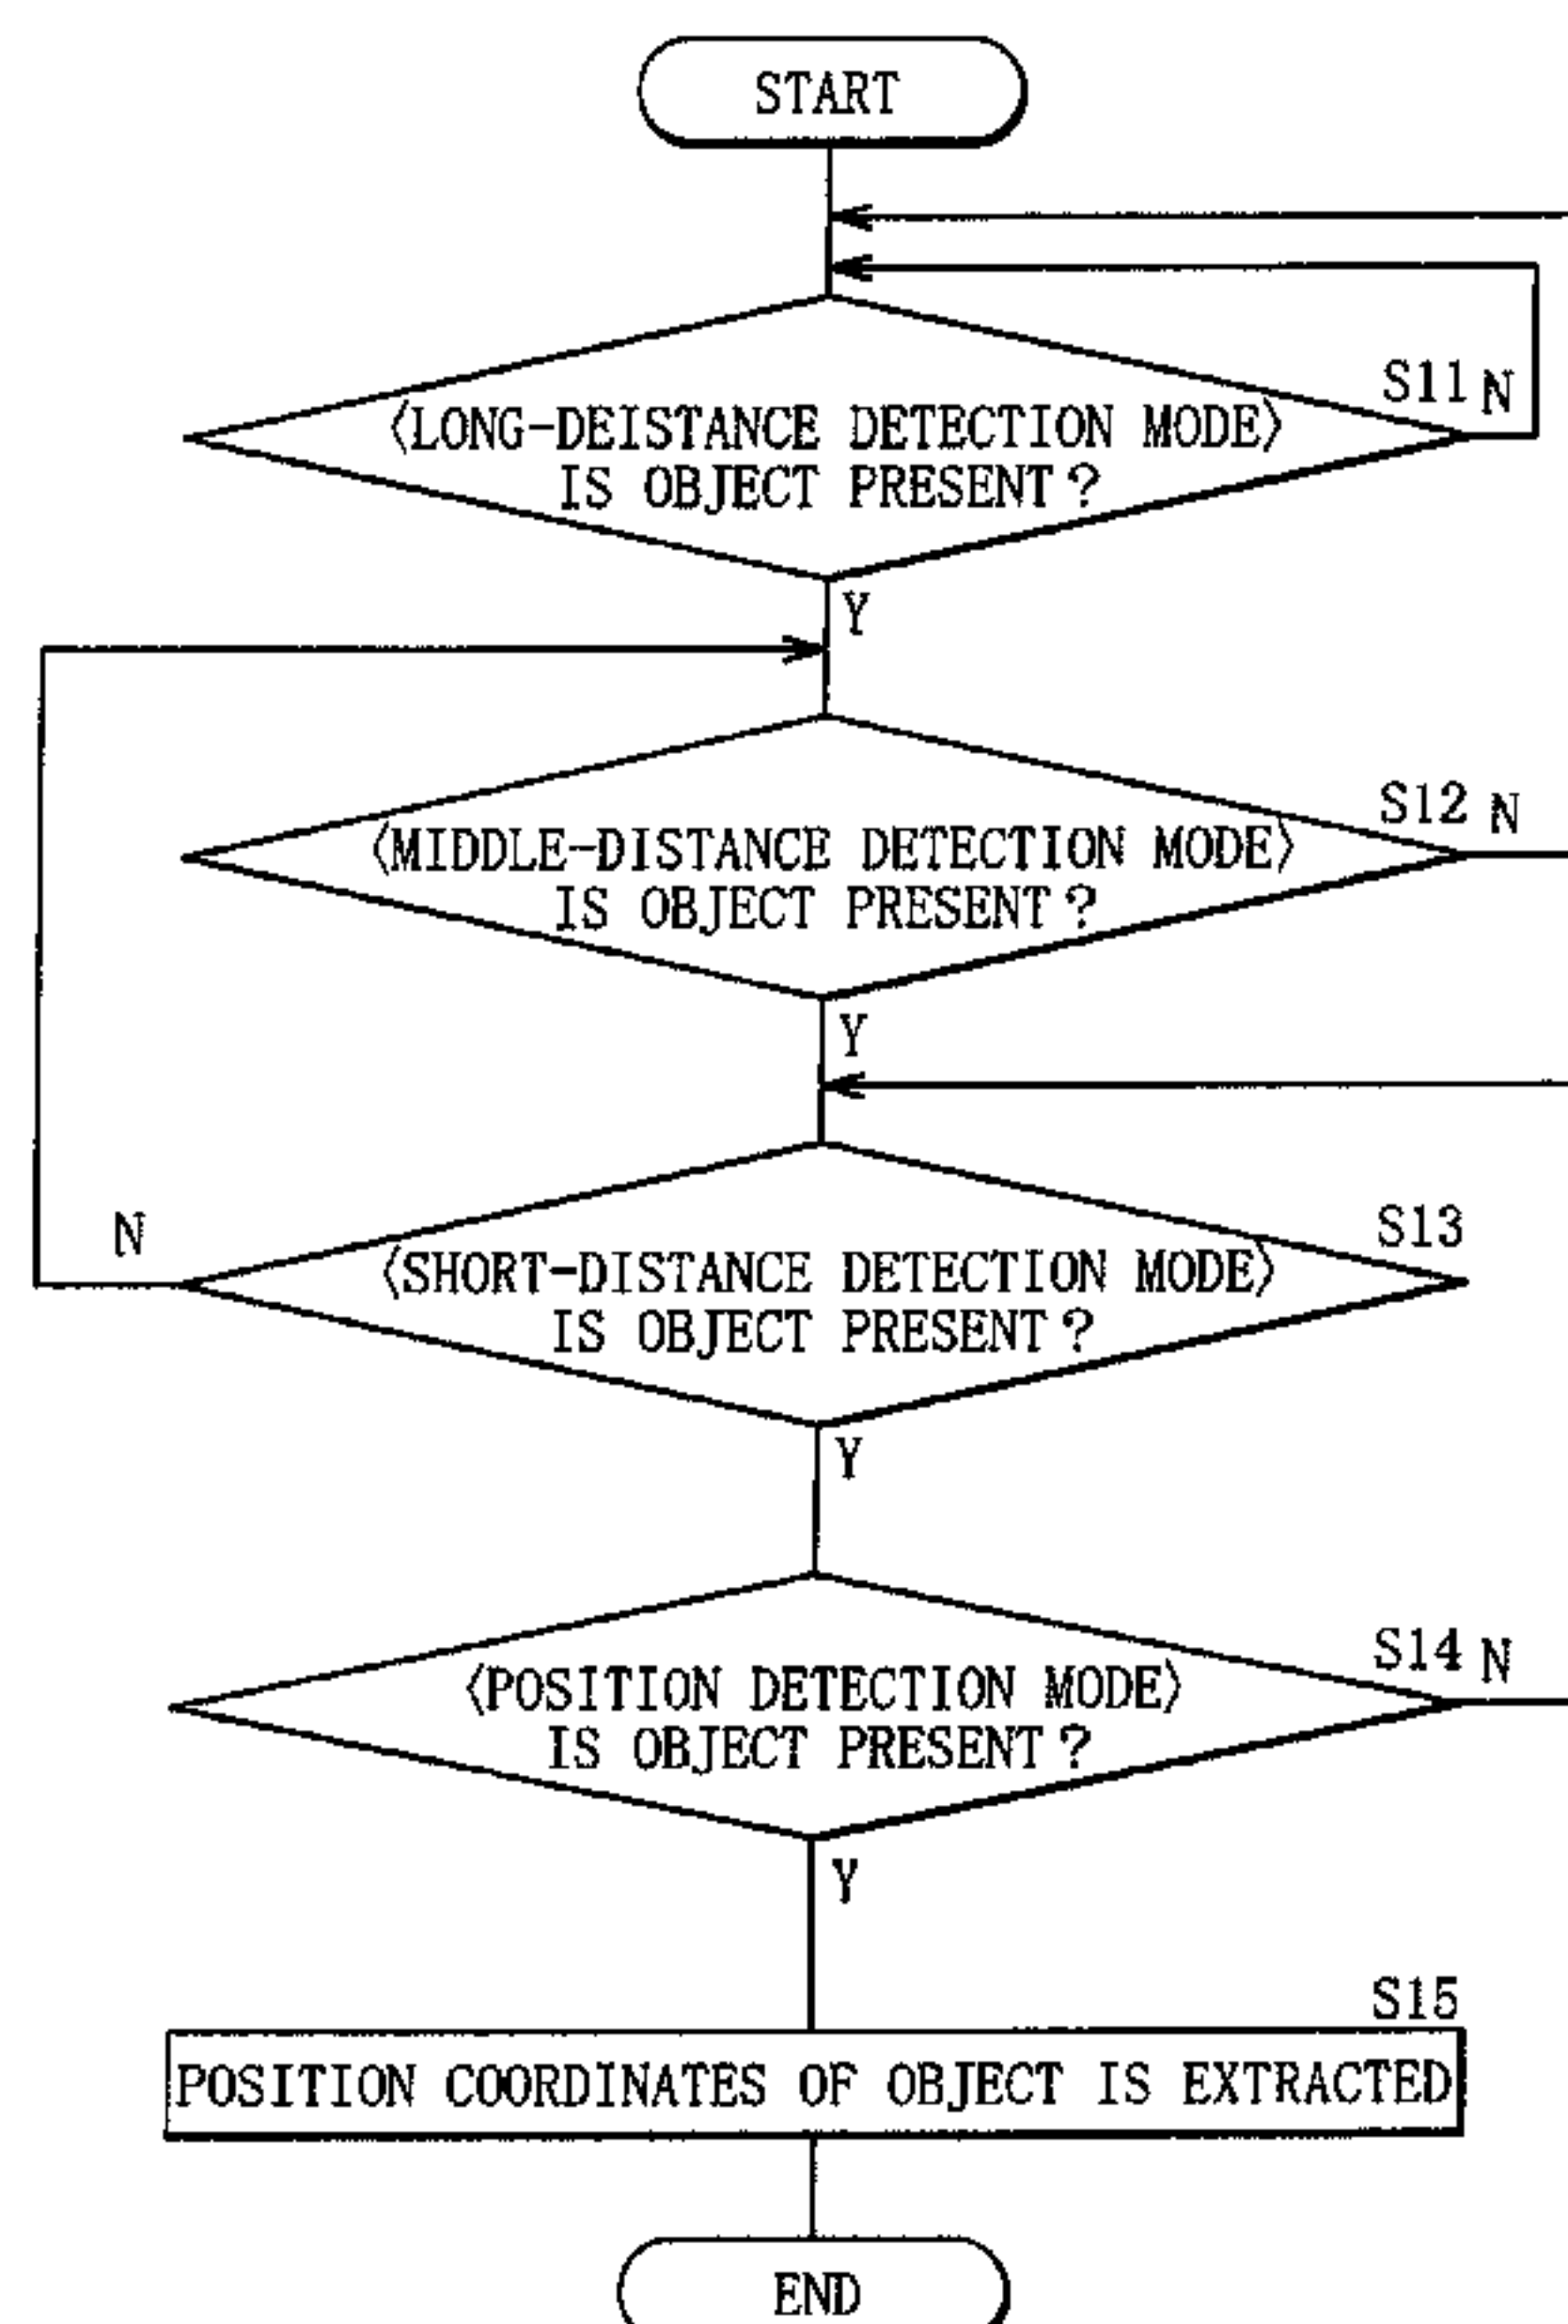 START
S11 N
〈LONG-DEISTANCE DETECTION MODE〉
IS OBJECT PRESENT?
Y
S12 N
〈MIDDLE-DISTANCE DETECTION MODE〉
IS OBJECT PRESENT?
Y
N
S13
〈SHORT-DISTANCE DETECTION MODE〉
IS OBJECT PRESENT?
Y
S14 N
〈POSITION DETECTION MODE〉
IS OBJECT PRESENT?
Y
S15
POSITION COORDINATES OF OBJECT IS EXTRACTED
END